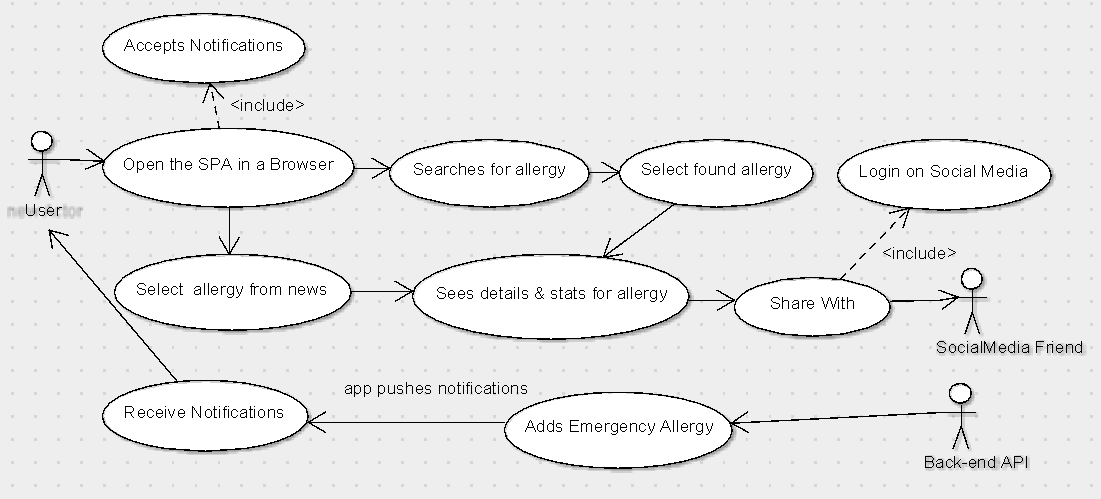 Accepts Notifications
<include>
Open the SPA in a Browser
Searches for allergy
Select found allergy
Login on Social Media
User
<include>
Select allergy from news
Sees details & stats for allergy
Share With
SocialMedia Friend
app pushes notifications
Receive Notifications
Adds Emergency Allergy
Back-end API